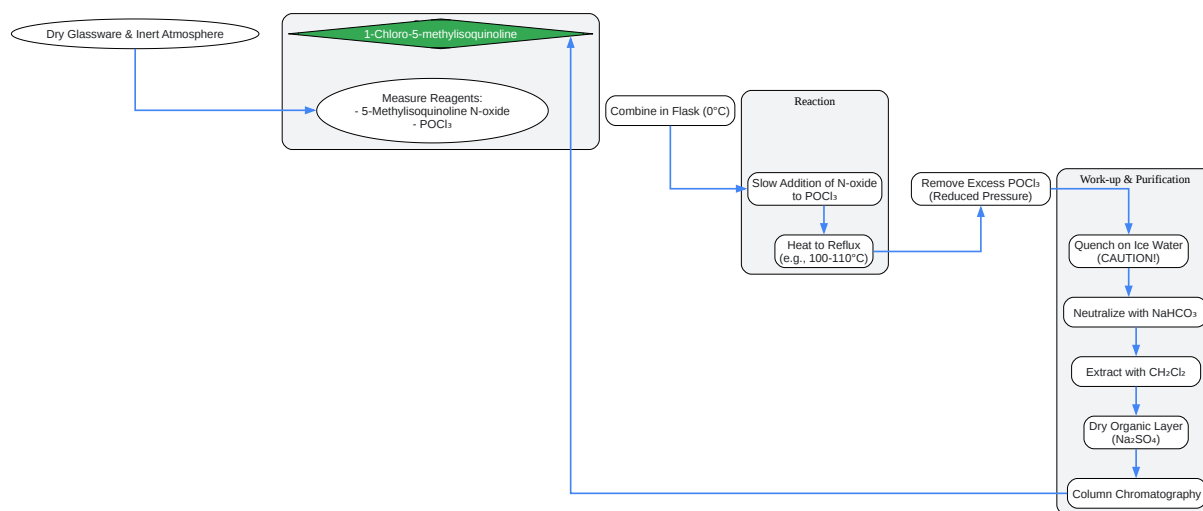 Dry Glassware & Inert Atmosphere
1-Chloro-5-methylisoquinoline
Measure Reagents:
- 5-Methylisoquinoline N-oxide
- POCl₃
Combine in Flask (0°C)
Reaction
Slow Addition of N-oxide
to POCl₃
Heat to Reflux
(e.g., 100-110°C)
Remove Excess POCl₃
(Reduced Pressure)
Work-up & Purification
Quench on Ice Water
(CAUTION!)
Neutralize with NaHCO₃
Extract with CH₂Cl₂
Dry Organic Layer
(Na₂SO₄)
Column Chromatography